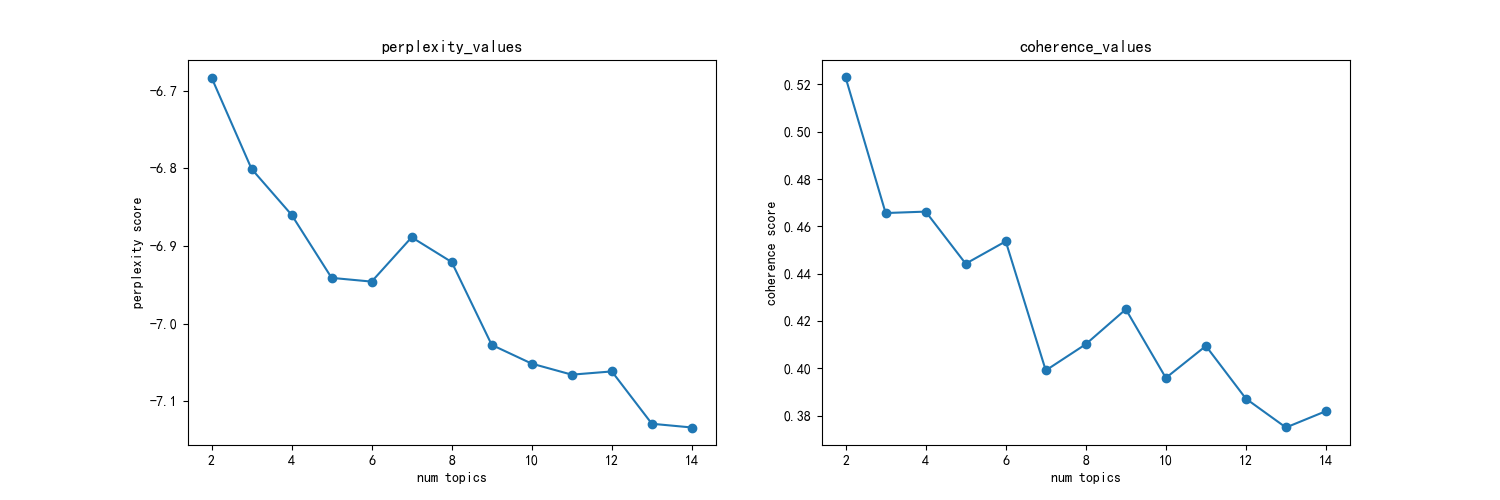 perplexity_values
perplexity score
-6.7
-6.8
-6.9
-7.0
-7.1
2 4 6 8 10 12 14
num topics
coherence_values
coherence score
0.52
0.50
0.48
0.46
0.44
0.42
0.40
0.38
2 4 6 8 10 12 14
num topics